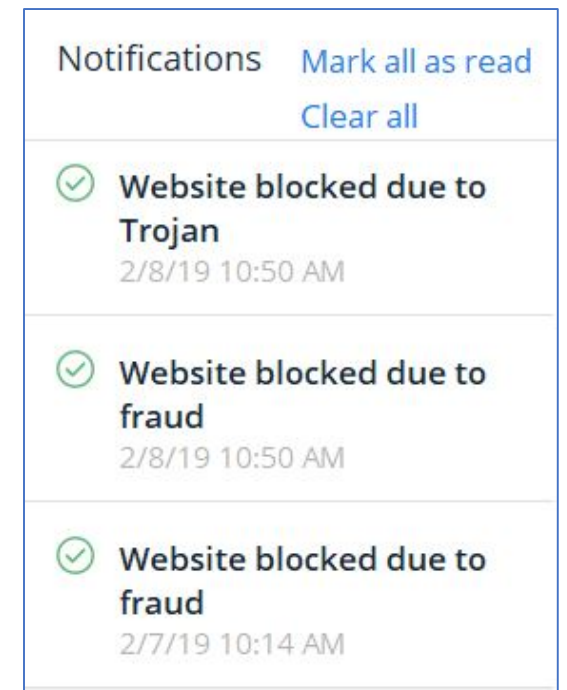 Notifications Mark all as read
Clear all
Website blocked due to
Trojan
2/8/19 10:50 AM
Website blocked due to
fraud
2/8/19 10:50 AM
Website blocked due to
fraud
2/7/19 10:14 AM